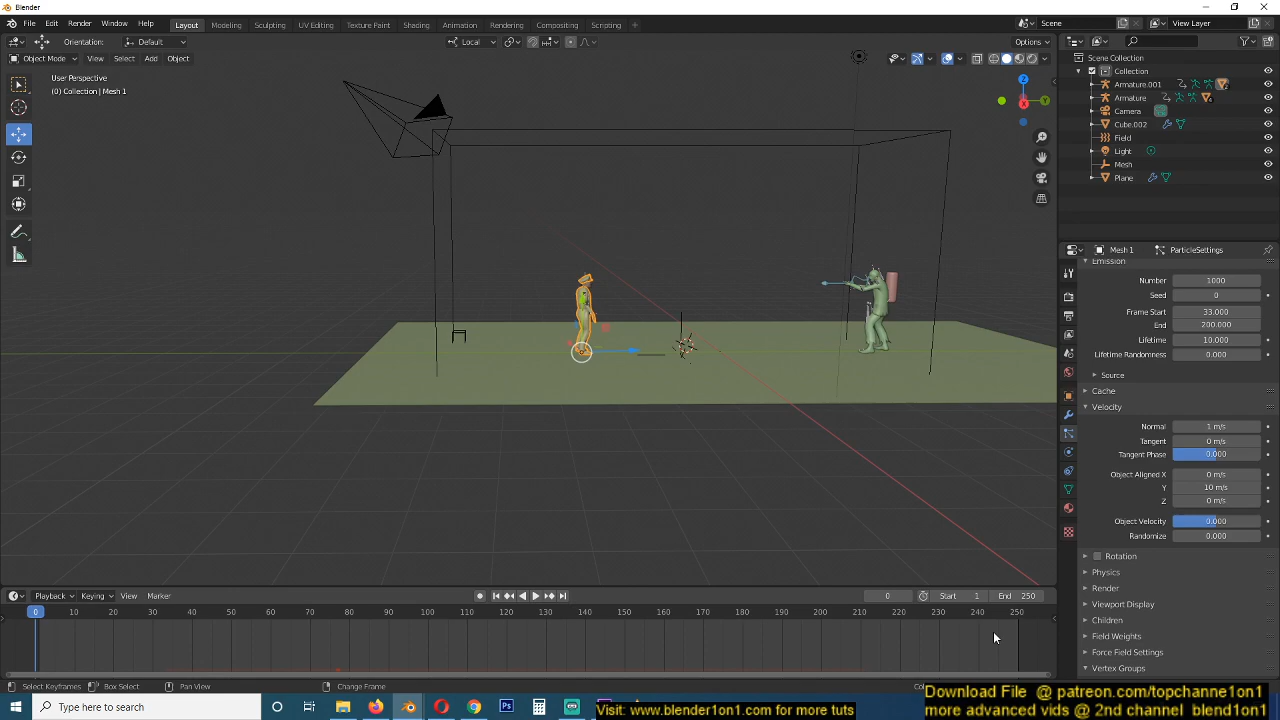 Blender
File Edit Render Window Help Layout Modeling Sculpting UV Editing Texture Paint Shading Animation Rendering Compositing Scripting + Scene View Layer
Orientation: Default Local Options
Object Mode View Select Add Object
User Perspective
(0) Collection | Mesh 1
Z
Y
X
Scene Collection
Collection
Armature.001
Armature
Camera
Cube.002
Field
Light
Mesh
Plane
Mesh 1 ParticleSettings
Emission
Number 1000
Seed 0
Frame Start 33.000
End 200.000
Lifetime 10.000
Lifetime Randomness 0.000
Source
Cache
Velocity
Normal 1 m/s
Tangent 0 m/s
Tangent Phase 0.000
Object Aligned X 0 m/s
Y 10 m/s
Z 0 m/s
Object Velocity 0.000
Randomize 0.000
Rotation
Physics
Render
Viewport Display
Children
Field Weights
Force Field Settings
Vertex Groups
Playback Keying View Marker 0 Start 1 End 250
0 10 20 30 40 50 60 70 80 90 100 110 120 130 140 150 160 170 180 190 200 210 220 230 240 250
Select Keyframes Box Select Pan View Change Frame
Type here to search
Download File @ patreon.com/topchanne1on1
more advanced vids @ 2nd channel blend1on1
Visit: www.blender1on1.com for more tuts